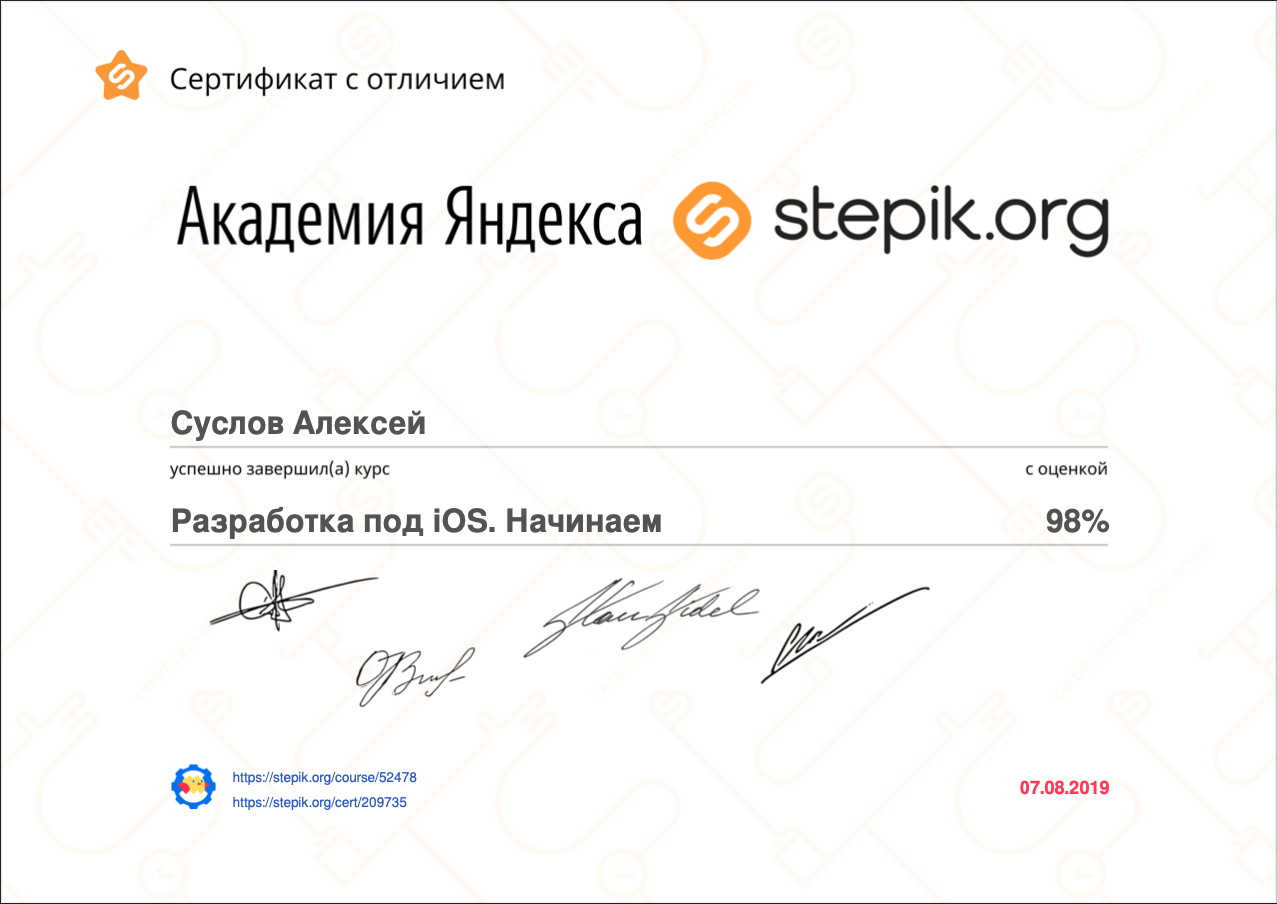 Сертификат с отличием
Академия Яндекса stepik.org
Суслов Алексей
успешно завершил(а) курс с оценкой
Разработка под iOS. Начинаем 98%
https://stepik.org/course/52478
https://stepik.org/cert/209735
07.08.2019